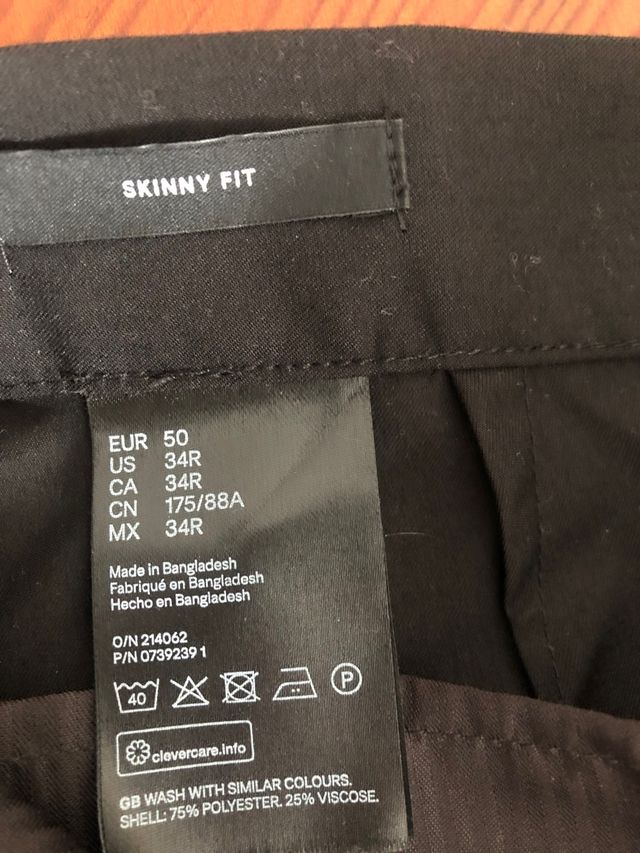 SKINNY FIT
EUR 50
US 34R
CA 34R
CN 175/88A
MX 34R
Made in Bangladesh
Fabriqué en Bangladesh
Hecho en Bangladesh
O/N 214062
P/N 0739239 1
40 P
clevercare.info
GB WASH WITH SIMILAR COLOURS.
SHELL: 75% POLYESTER. 25% VISCOSE.